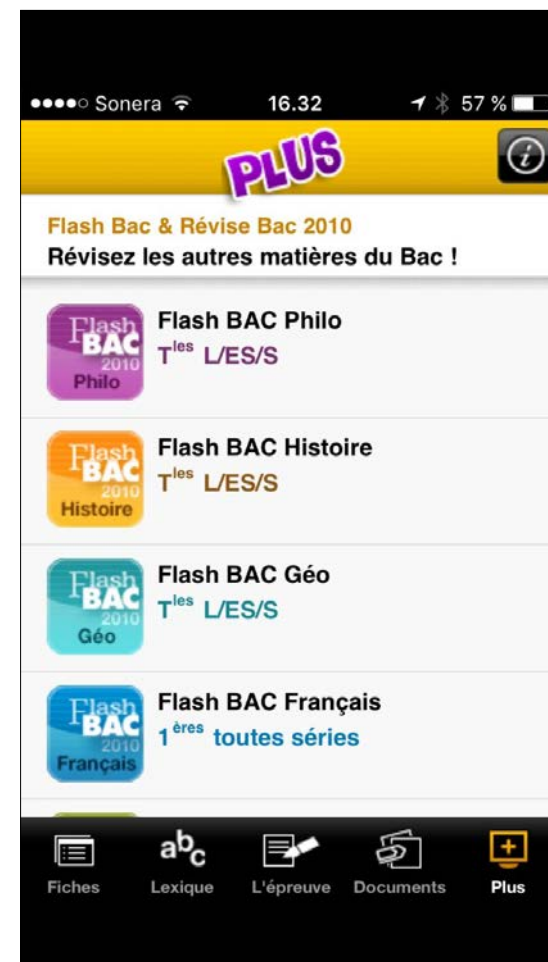 Sonera 16.32 57 %
PLUS
Flash Bac & Révise Bac 2010
Révisez les autres matières du Bac !
Flash BAC 2010 Philo
Flash BAC Philo
Tles L/ES/S
Flash BAC 2010 Histoire
Flash BAC Histoire
Tles L/ES/S
Flash BAC 2010 Géo
Flash BAC Géo
Tles L/ES/S
Flash BAC 2010 Français
Flash BAC Français
1ères toutes séries
Fiches Lexique L'épreuve Documents Plus